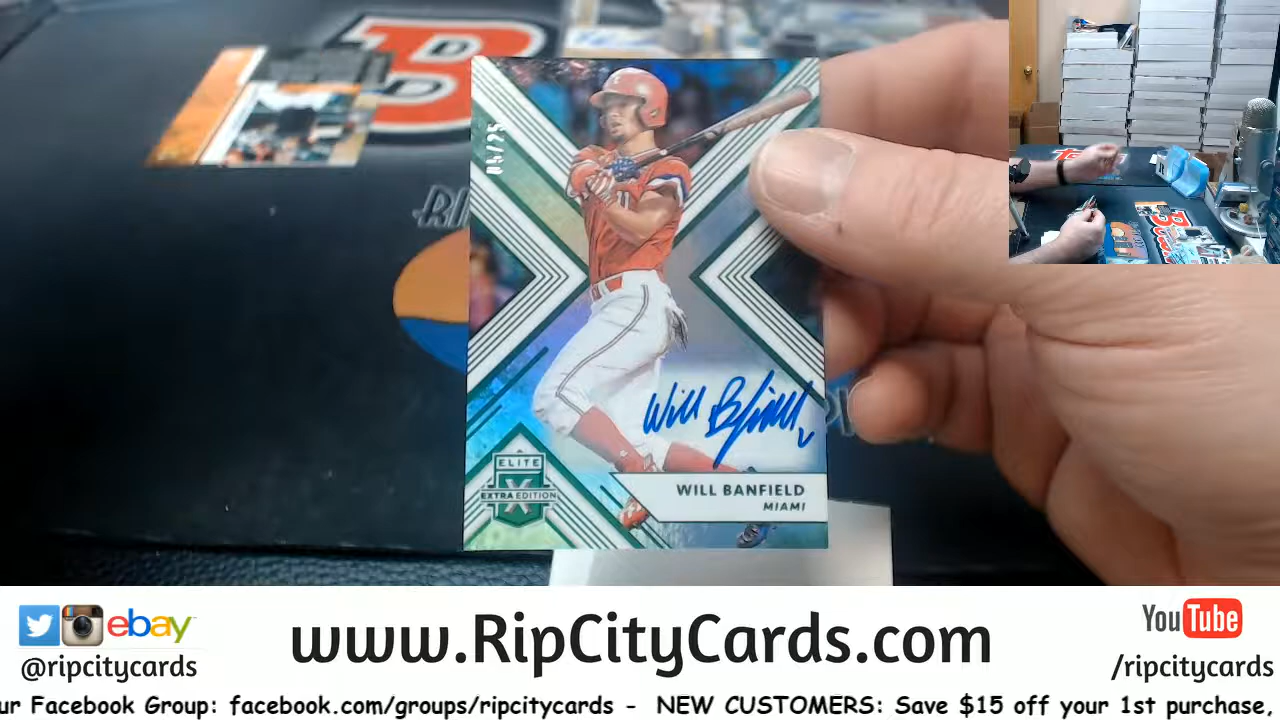 05/25
11
Will B
ELITE
X
EXTRA EDITION
WILL BANFIELD
MIAMI
ebay
@ripcitycards
www.RipCityCards.com
YouTube
/ripcitycards
ur Facebook Group: facebook.com/groups/ripcitycards - NEW CUSTOMERS: Save $15 off your 1st purchase,